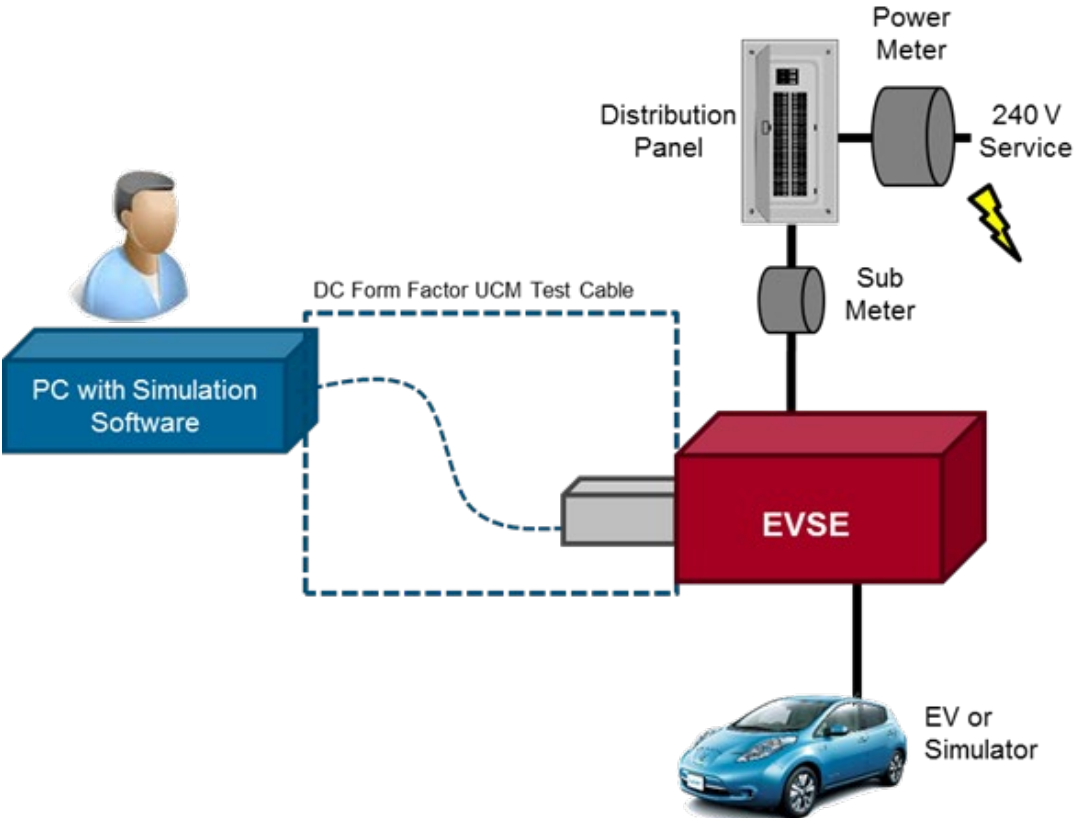 Power
Meter
Distribution
Panel
240 V
Service
DC Form Factor UCM Test Cable
Sub
Meter
PC with Simulation
Software
EVSE
EV or
Simulator